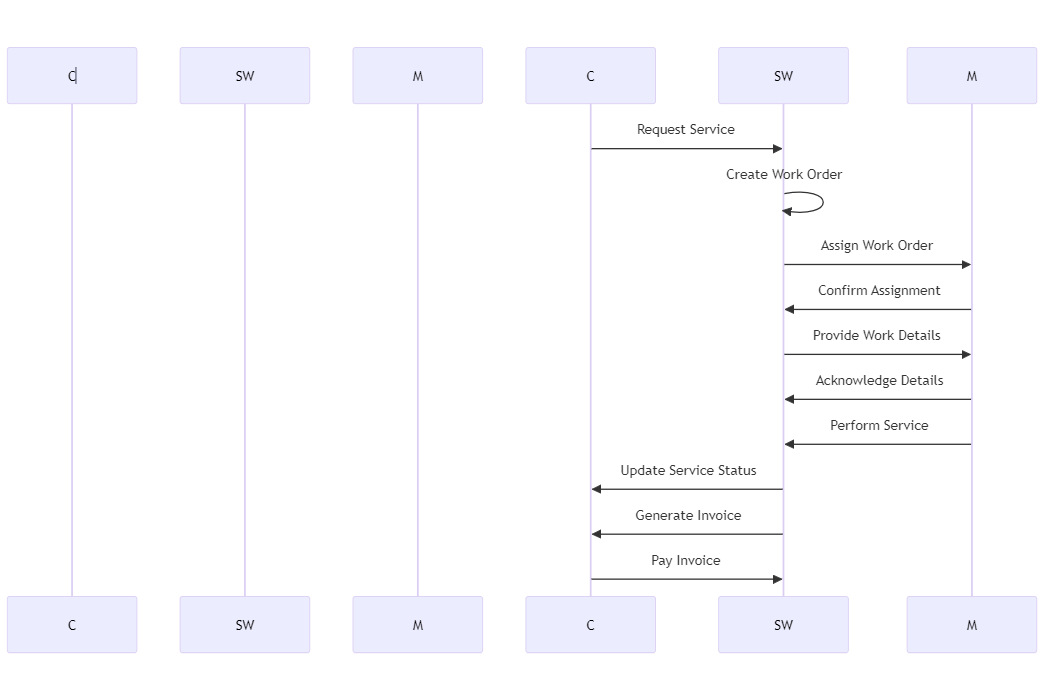 C
SW
M
C
SW
M
Request Service
Create Work Order
Assign Work Order
Confirm Assignment
Provide Work Details
Acknowledge Details
Perform Service
Update Service Status
Generate Invoice
Pay Invoice
C
SW
M
C
SW
M